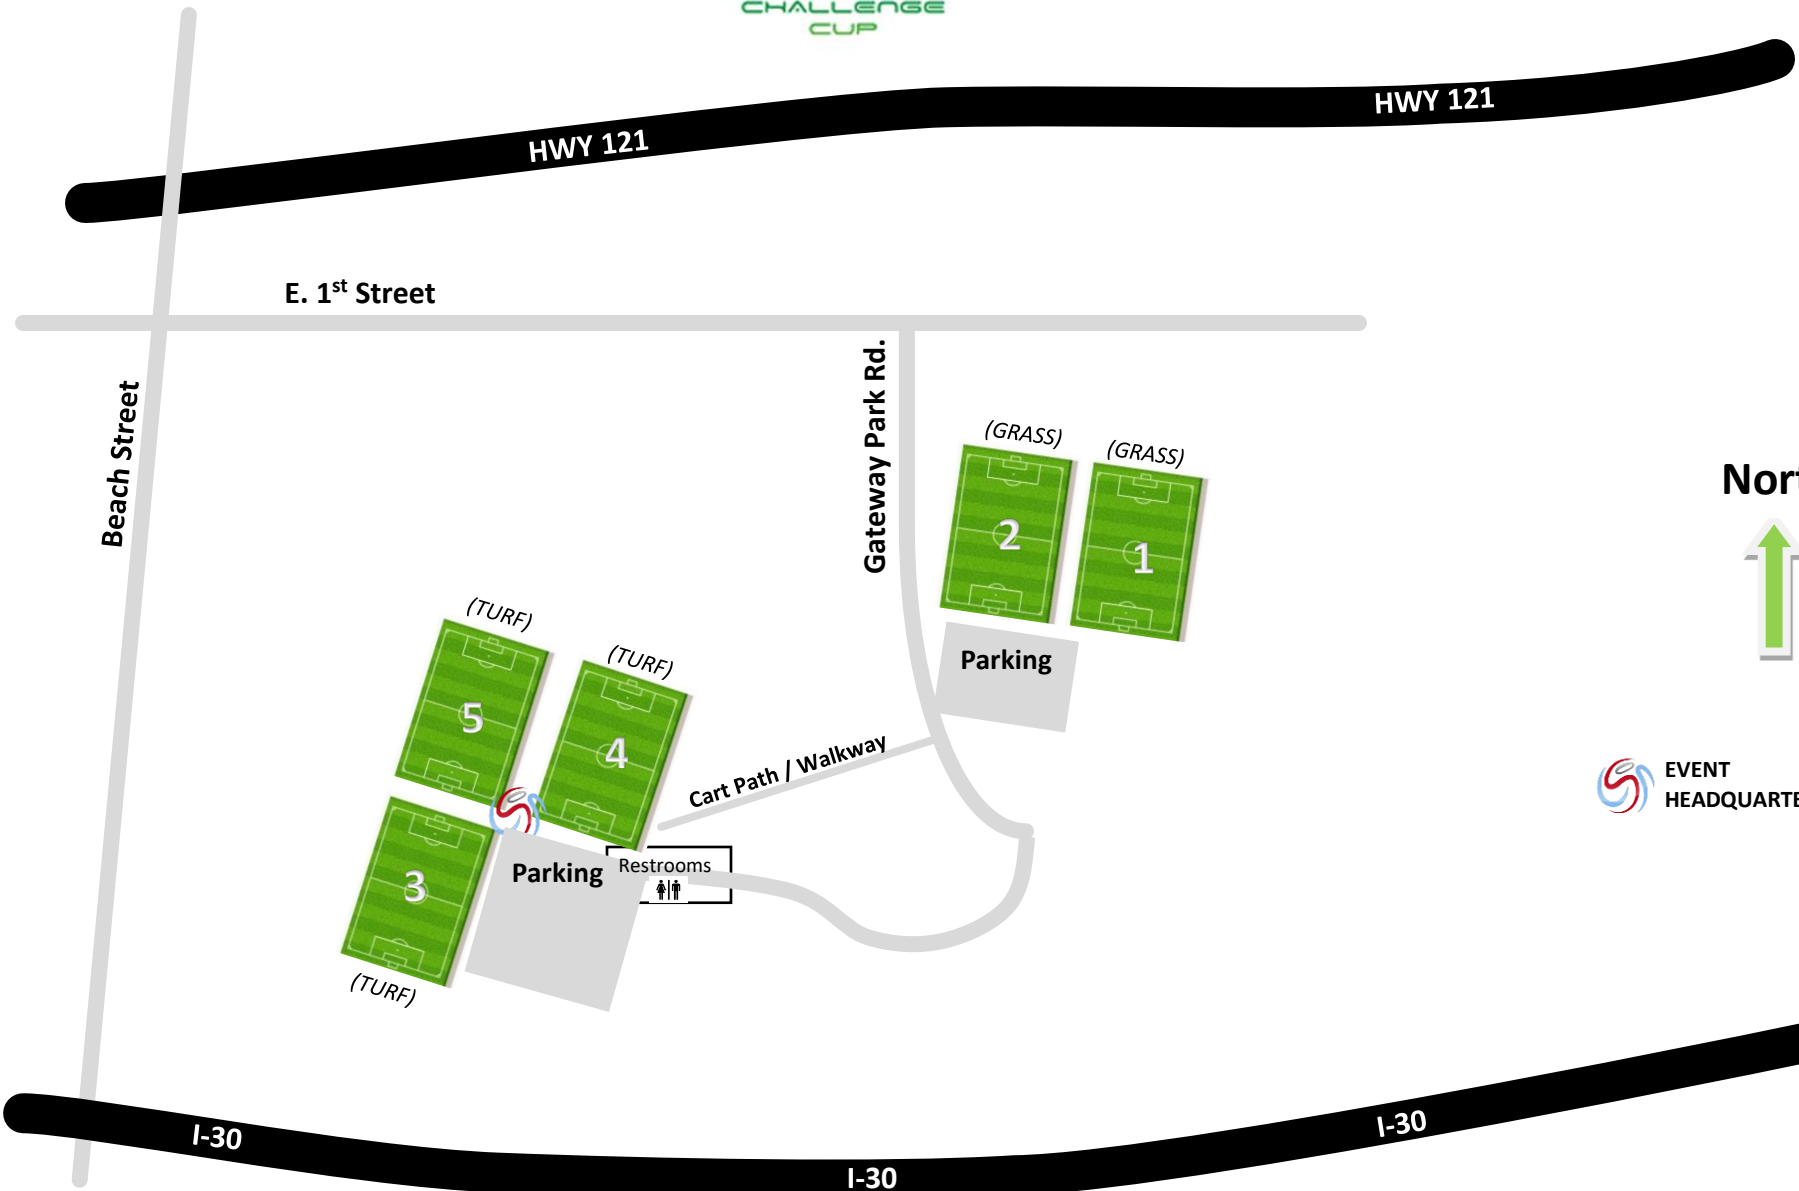 CHALLENGE
CUP
HWY 121
HWY 121
E. 1st Street
Gateway Park Rd.
Beach Street
(GRASS)
(GRASS)
2
1
Nort
Parking
(TURF)
(TURF)
5
4
Cart Path / Walkway
EVENT
HEADQUARTE
3
Parking
Restrooms
(TURF)
I-30
I-30
I-30